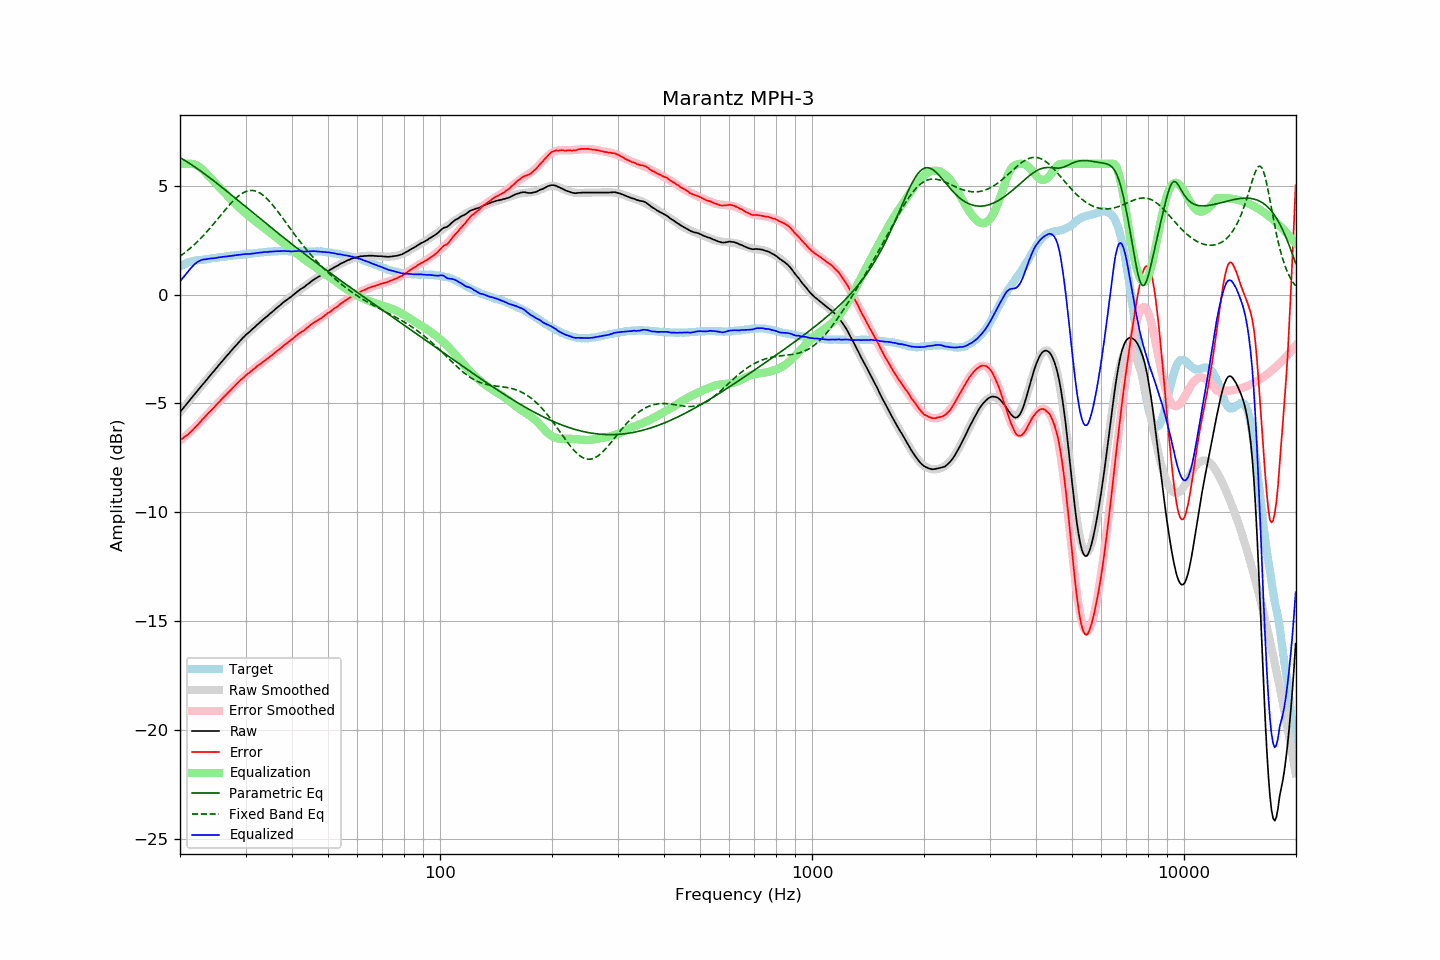 Marantz MPH-3
Amplitude (dBr)
5
0
−5
−10
−15
−20
−25
Target
Raw Smoothed
Error Smoothed
Raw
Error
Equalization
Parametric Eq
Fixed Band Eq
Equalized
100
1000
10000
Frequency (Hz)